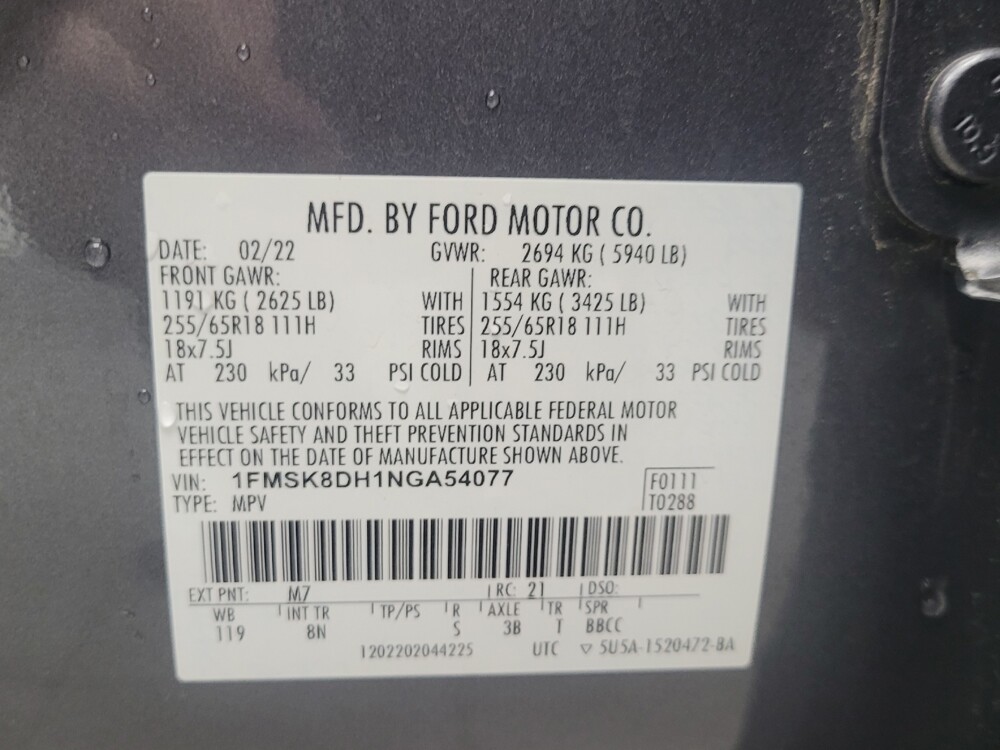 MFD. BY FORD MOTOR CO.
DATE: 02/22 GVWR: 2694 KG ( 5940 LB)
FRONT GAWR: REAR GAWR:
1191 KG ( 2625 LB) WITH 1554 KG ( 3425 LB) WITH
255/65R18 111H TIRES 255/65R18 111H TIRES
18x7.5J RIMS 18x7.5J RIMS
AT 230 kPa/ 33 PSI COLD AT 230 kPa/ 33 PSI COLD
THIS VEHICLE CONFORMS TO ALL APPLICABLE FEDERAL MOTOR
VEHICLE SAFETY AND THEFT PREVENTION STANDARDS IN
EFFECT ON THE DATE OF MANUFACTURE SHOWN ABOVE.
VIN: 1FMSK8DH1NGA54077 F0111
TYPE: MPV T0288
EXT PNT: M7 RC: 21 DSO:
WB INT TR TP/PS R AXLE TR SPR
119 8N S 3B T BBCC
1202202044225 UTC ▽ 5U5A-1520472-BA
10.9